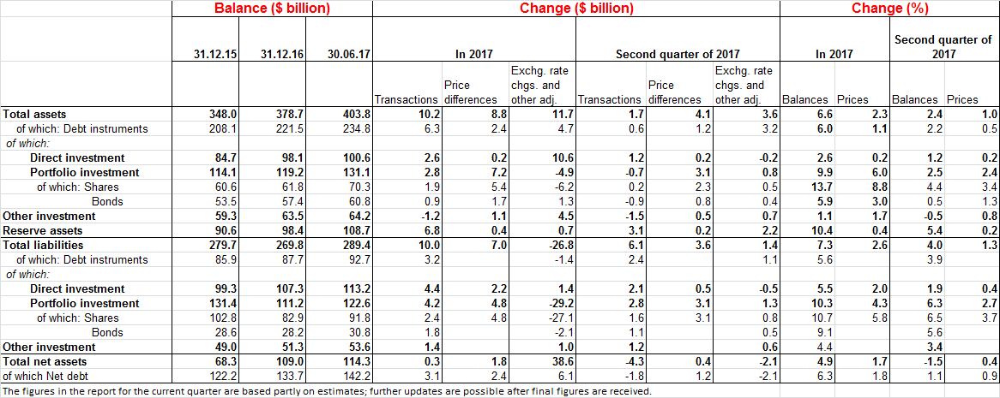 Balance ($ billion) Change ($ billion) Change (%)
31.12.15 31.12.16 30.06.17 In 2017 Second quarter of 2017 In 2017 Second quarter of 2017
Transactions Price differences Exchg. rate chgs. and other adj. Transactions Price differences Exchg. rate chgs. and other adj. Balances Prices Balances Prices
Total assets 348.0 378.7 403.8 10.2 8.8 11.7 1.7 4.1 3.6 6.6 2.3 2.4 1.0
of which: Debt instruments 208.1 221.5 234.8 6.3 2.4 4.7 0.6 1.2 3.2 6.0 1.1 2.2 0.5
of which:
Direct investment 84.7 98.1 100.6 2.6 0.2 10.6 1.2 0.2 -0.2 2.6 0.2 1.2 0.2
Portfolio investment 114.1 119.2 131.1 2.8 7.2 -4.9 -0.7 3.1 0.8 9.9 6.0 2.5 2.4
of which: Shares 60.6 61.8 70.3 1.9 5.4 -6.2 0.2 2.3 0.5 13.7 8.8 4.4 3.4
Bonds 53.5 57.4 60.8 0.9 1.7 1.3 -0.9 0.8 0.4 5.9 3.0 0.5 1.3
Other investment 59.3 63.5 64.2 -1.2 1.1 4.5 -1.5 0.5 0.7 1.1 1.7 -0.5 0.8
Reserve assets 90.6 98.4 108.7 6.8 0.4 0.7 3.1 0.2 2.2 10.4 0.4 5.4 0.2
Total liabilities 279.7 269.8 289.4 10.0 7.0 -26.8 6.1 3.6 1.4 7.3 2.6 4.0 1.3
of which: Debt instruments 85.9 87.7 92.7 3.2 -1.4 2.4 1.1 5.6 3.9
of which:
Direct investment 99.3 107.3 113.2 4.4 2.2 1.4 2.1 0.5 -0.5 5.5 2.0 1.9 0.4
Portfolio investment 131.4 111.2 122.6 4.2 4.8 -29.2 2.8 3.1 1.3 10.3 4.3 6.3 2.7
of which: Shares 102.8 82.9 91.8 2.4 4.8 -27.1 1.6 3.1 0.8 10.7 5.8 6.5 3.7
Bonds 28.6 28.2 30.8 1.8 -2.1 1.1 0.5 9.1 5.6
Other investment 49.0 51.3 53.6 1.4 1.0 1.2 0.6 4.4 3.4
Total net assets 68.3 109.0 114.3 0.3 1.8 38.6 -4.3 0.4 -2.1 4.9 1.7 -1.5 0.4
of which Net debt 122.2 133.7 142.2 3.1 2.4 6.1 -1.8 1.2 -2.1 6.3 1.8 1.1 0.9
The figures in the report for the current quarter are based partly on estimates; further updates are possible after final figures are received.